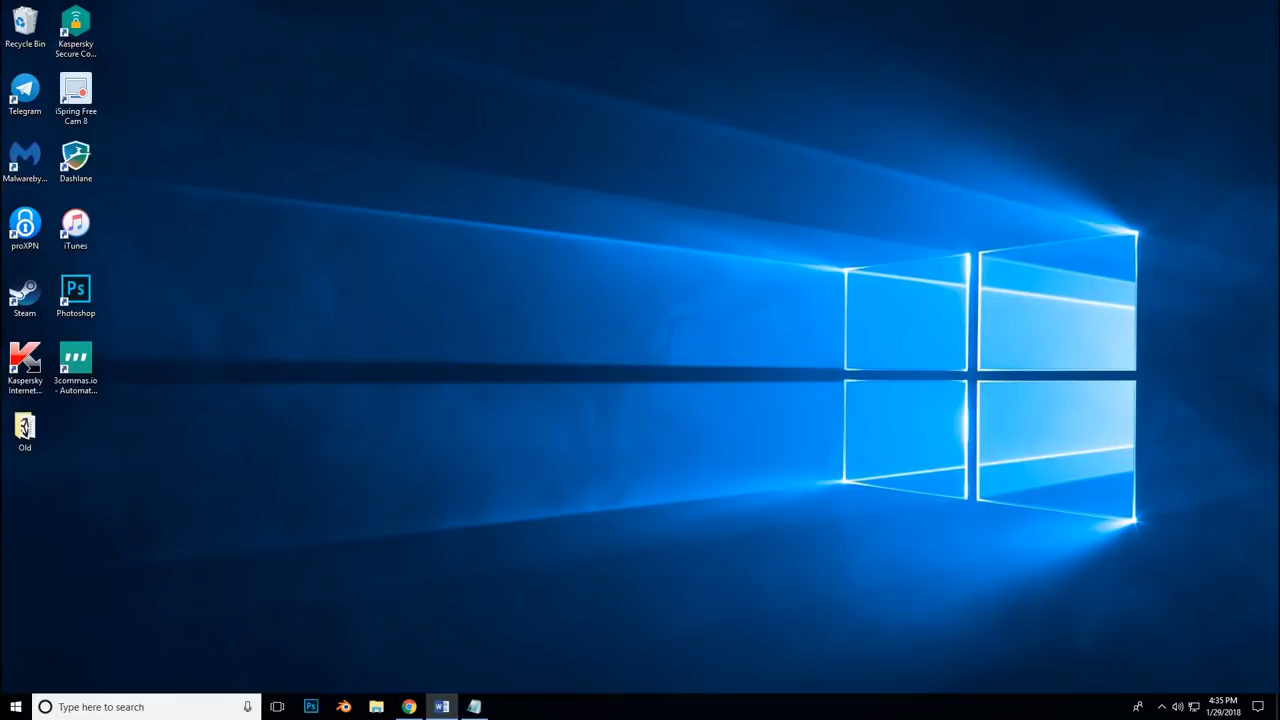 Recycle Bin
Kaspersky
Secure Co...
Telegram
iSpring Free
Cam 8
Malwareby...
Dashlane
proXPN
iTunes
Steam
Ps
Photoshop
Kaspersky
Internet...
3commas.io
- Automat...
Old
Type here to search
Ps
4:35 PM
1/29/2018